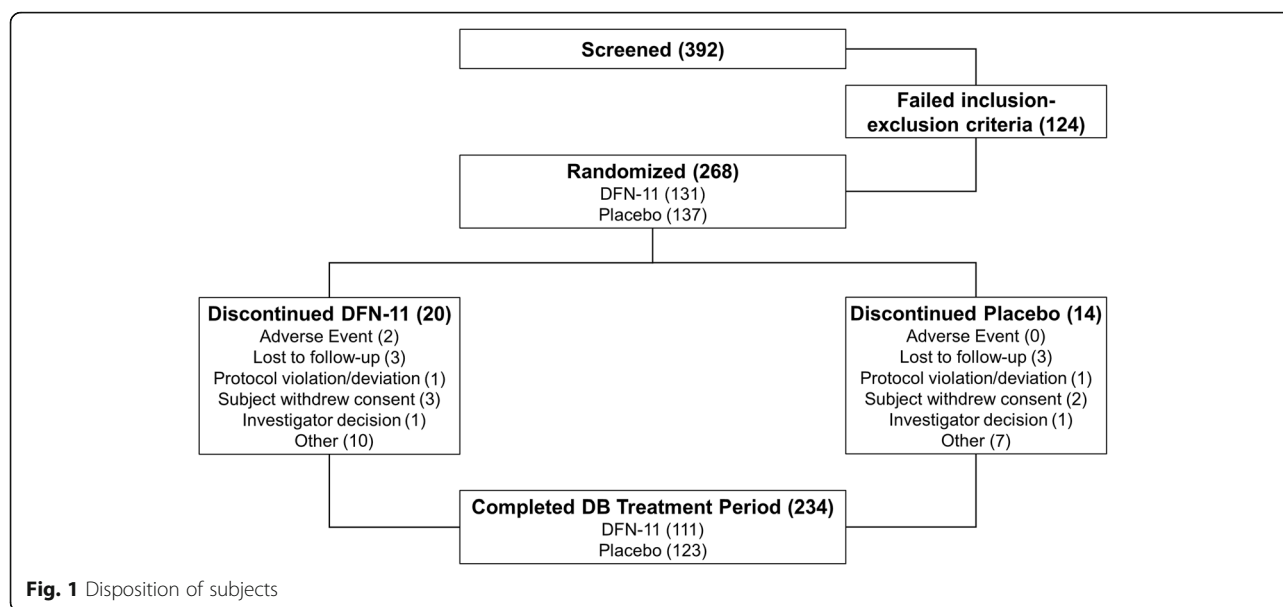 Screened (392)
Failed inclusion-
exclusion criteria (124)
Randomized (268)
DFN-11 (131)
Placebo (137)
Discontinued DFN-11 (20)
Adverse Event (2)
Lost to follow-up (3)
Protocol violation/deviation (1)
Subject withdrew consent (3)
Investigator decision (1)
Other (10)
Discontinued Placebo (14)
Adverse Event (0)
Lost to follow-up (3)
Protocol violation/deviation (1)
Subject withdrew consent (2)
Investigator decision (1)
Other (7)
Completed DB Treatment Period (234)
DFN-11 (111)
Placebo (123)
Fig. 1 Disposition of subjects